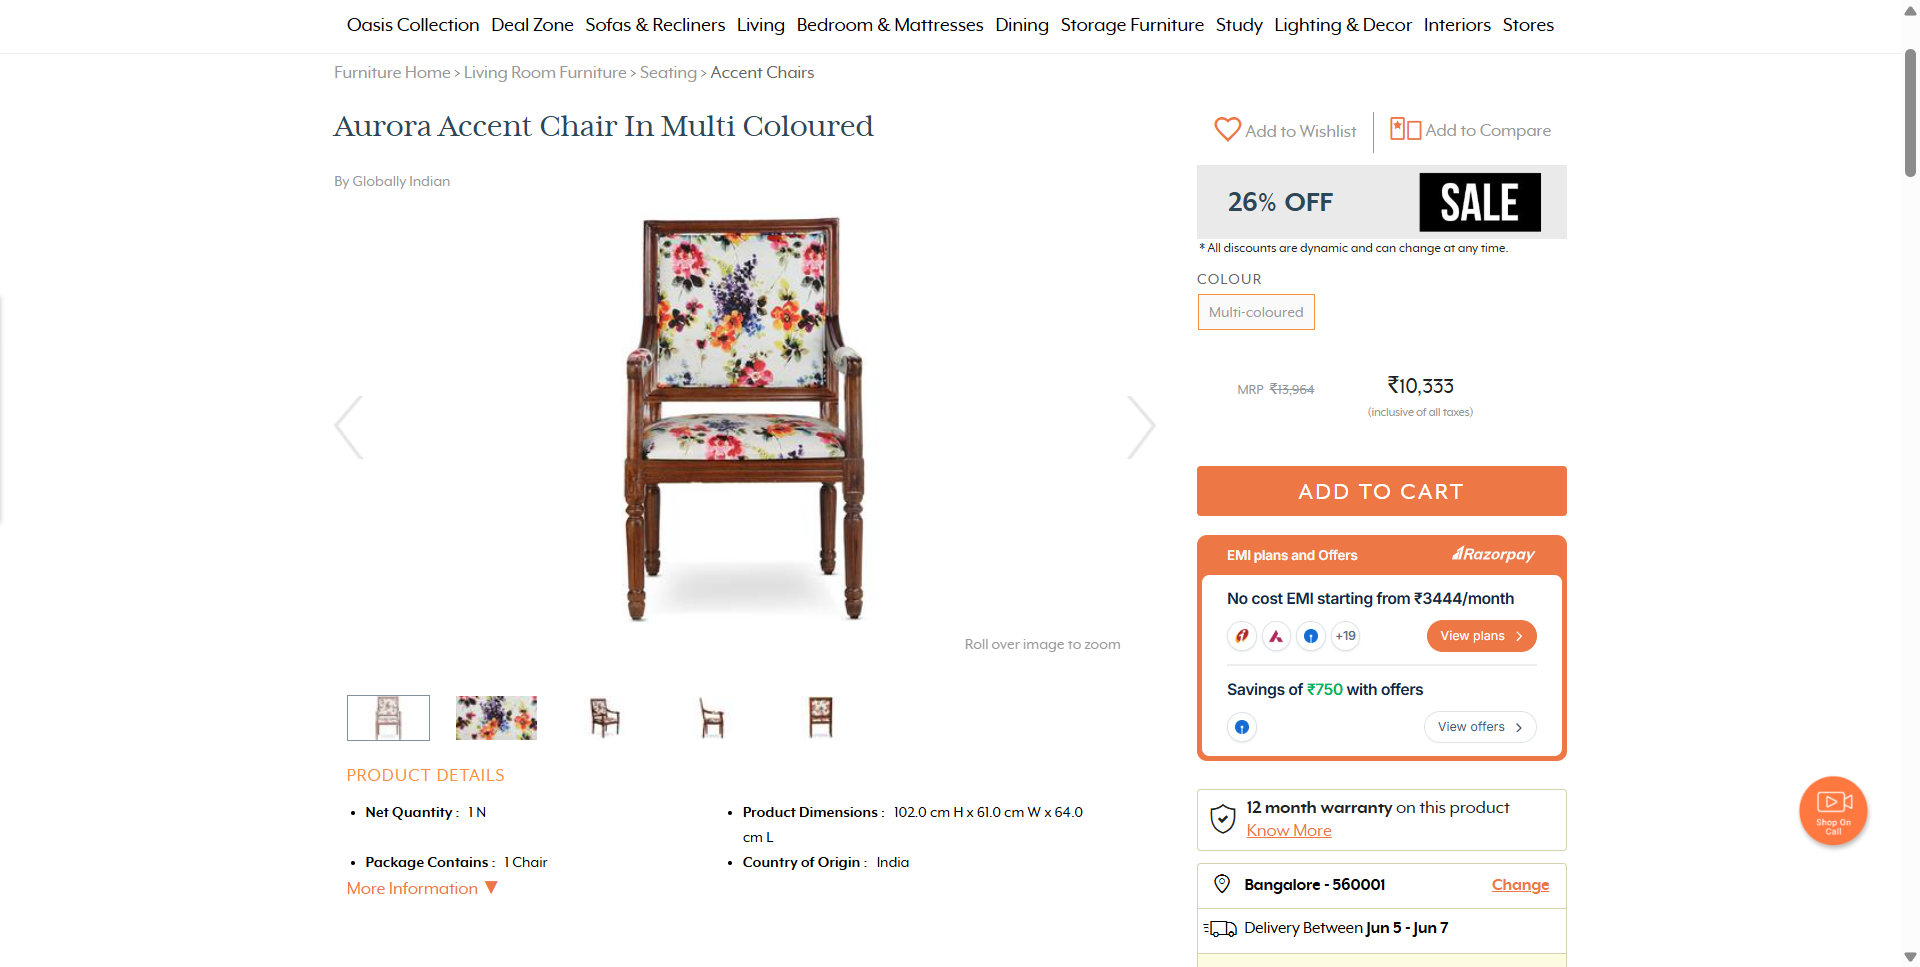 Oasis Collection Deal Zone Sofas & Recliners Living Bedroom & Mattresses Dining Storage Furniture Study Lighting & Decor Interiors Stores
Furniture Home > Living Room Furniture > Seating > Accent Chairs
Aurora Accent Chair In Multi Coloured
By Globally Indian
Roll over image to zoom
PRODUCT DETAILS
• Net Quantity : 1 N
• Product Dimensions : 102.0 cm H x 61.0 cm W x 64.0
cm L
• Package Contains : 1 Chair
• Country of Origin : India
More Information ▼
Add to Wishlist
Add to Compare
26% OFF
SALE
* All discounts are dynamic and can change at any time.
COLOUR
Multi-coloured
MRP ₹13,964
₹10,333
(inclusive of all taxes)
ADD TO CART
EMI plans and Offers
Razorpay
No cost EMI starting from ₹3444/month
+19
View plans >
Savings of ₹750 with offers
View offers >
12 month warranty on this product
Know More
Bangalore - 560001
Change
Delivery Between Jun 5 - Jun 7
Shop On
Call